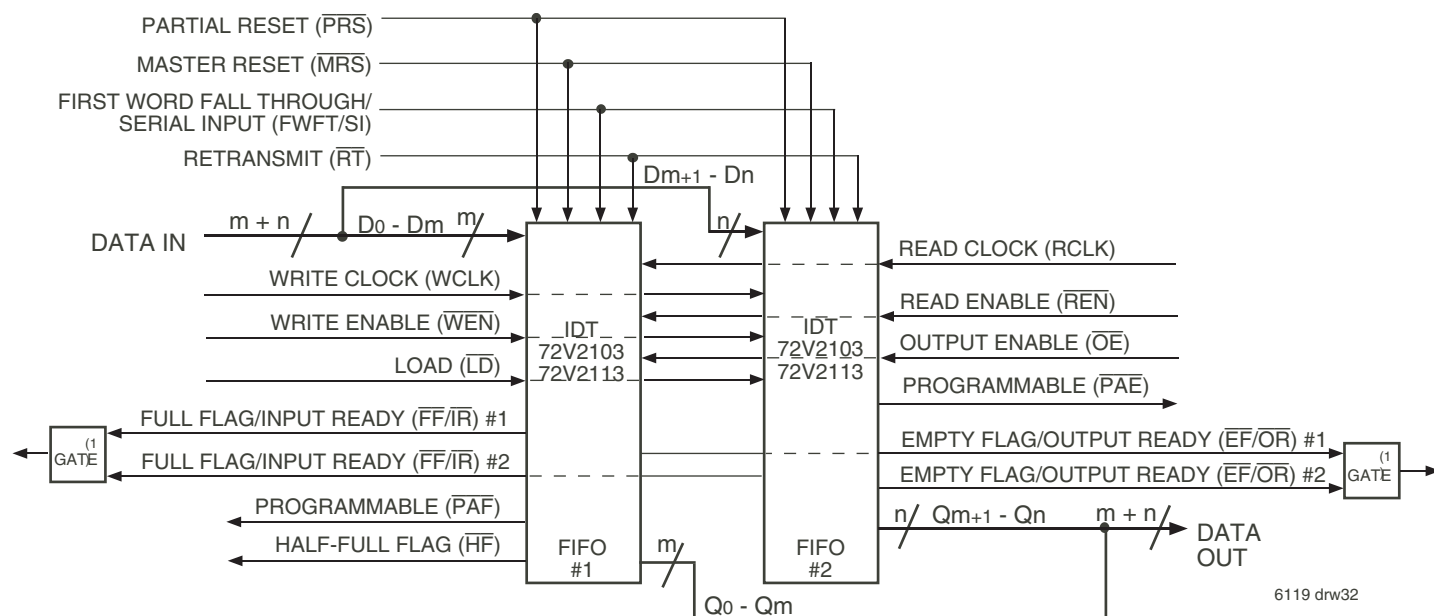 PARTIAL RESET (PRS)
MASTER RESET (MRS)
FIRST WORD FALL THROUGH/
SERIAL INPUT (FWFT/SI)
RETRANSMIT (RT)
Dm+1 - Dn
m + n
D0 - Dm
m
n
DATA IN
READ CLOCK (RCLK)
WRITE CLOCK (WCLK)
READ ENABLE (REN)
WRITE ENABLE (WEN)
IDT
72V2103
72V2113
IDT
72V2103
72V2113
OUTPUT ENABLE (OE)
LOAD (LD)
PROGRAMMABLE (PAE)
FULL FLAG/INPUT READY (FF/IR) #1
(1
GATE)
FULL FLAG/INPUT READY (FF/IR) #2
EMPTY FLAG/OUTPUT READY (EF/OR) #1
(1
GATE)
EMPTY FLAG/OUTPUT READY (EF/OR) #2
PROGRAMMABLE (PAF)
n
Qm+1 - Qn
m + n
DATA
OUT
HALF-FULL FLAG (HF)
FIFO
#1
m
FIFO
#2
Q0 - Qm
6119 drw32